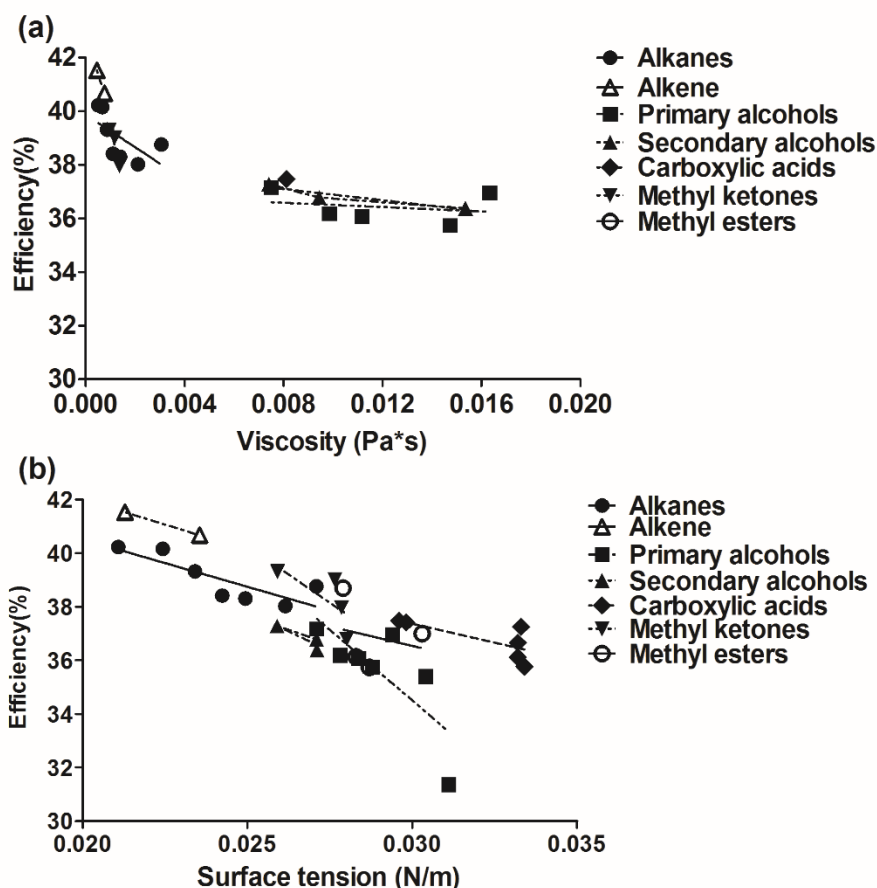 (a)
42
40
38
36
34
32
30
Efficiency(%)
0.000 0.004 0.008 0.012 0.016 0.020
Viscosity (Pa*s)
Alkanes
Alkene
Primary alcohols
Secondary alcohols
Carboxylic acids
Methyl ketones
Methyl esters
(b)
42
40
38
36
34
32
30
Efficiency(%)
0.020 0.025 0.030 0.035
Surface tension (N/m)
Alkanes
Alkene
Primary alcohols
Secondary alcohols
Carboxylic acids
Methyl ketones
Methyl esters